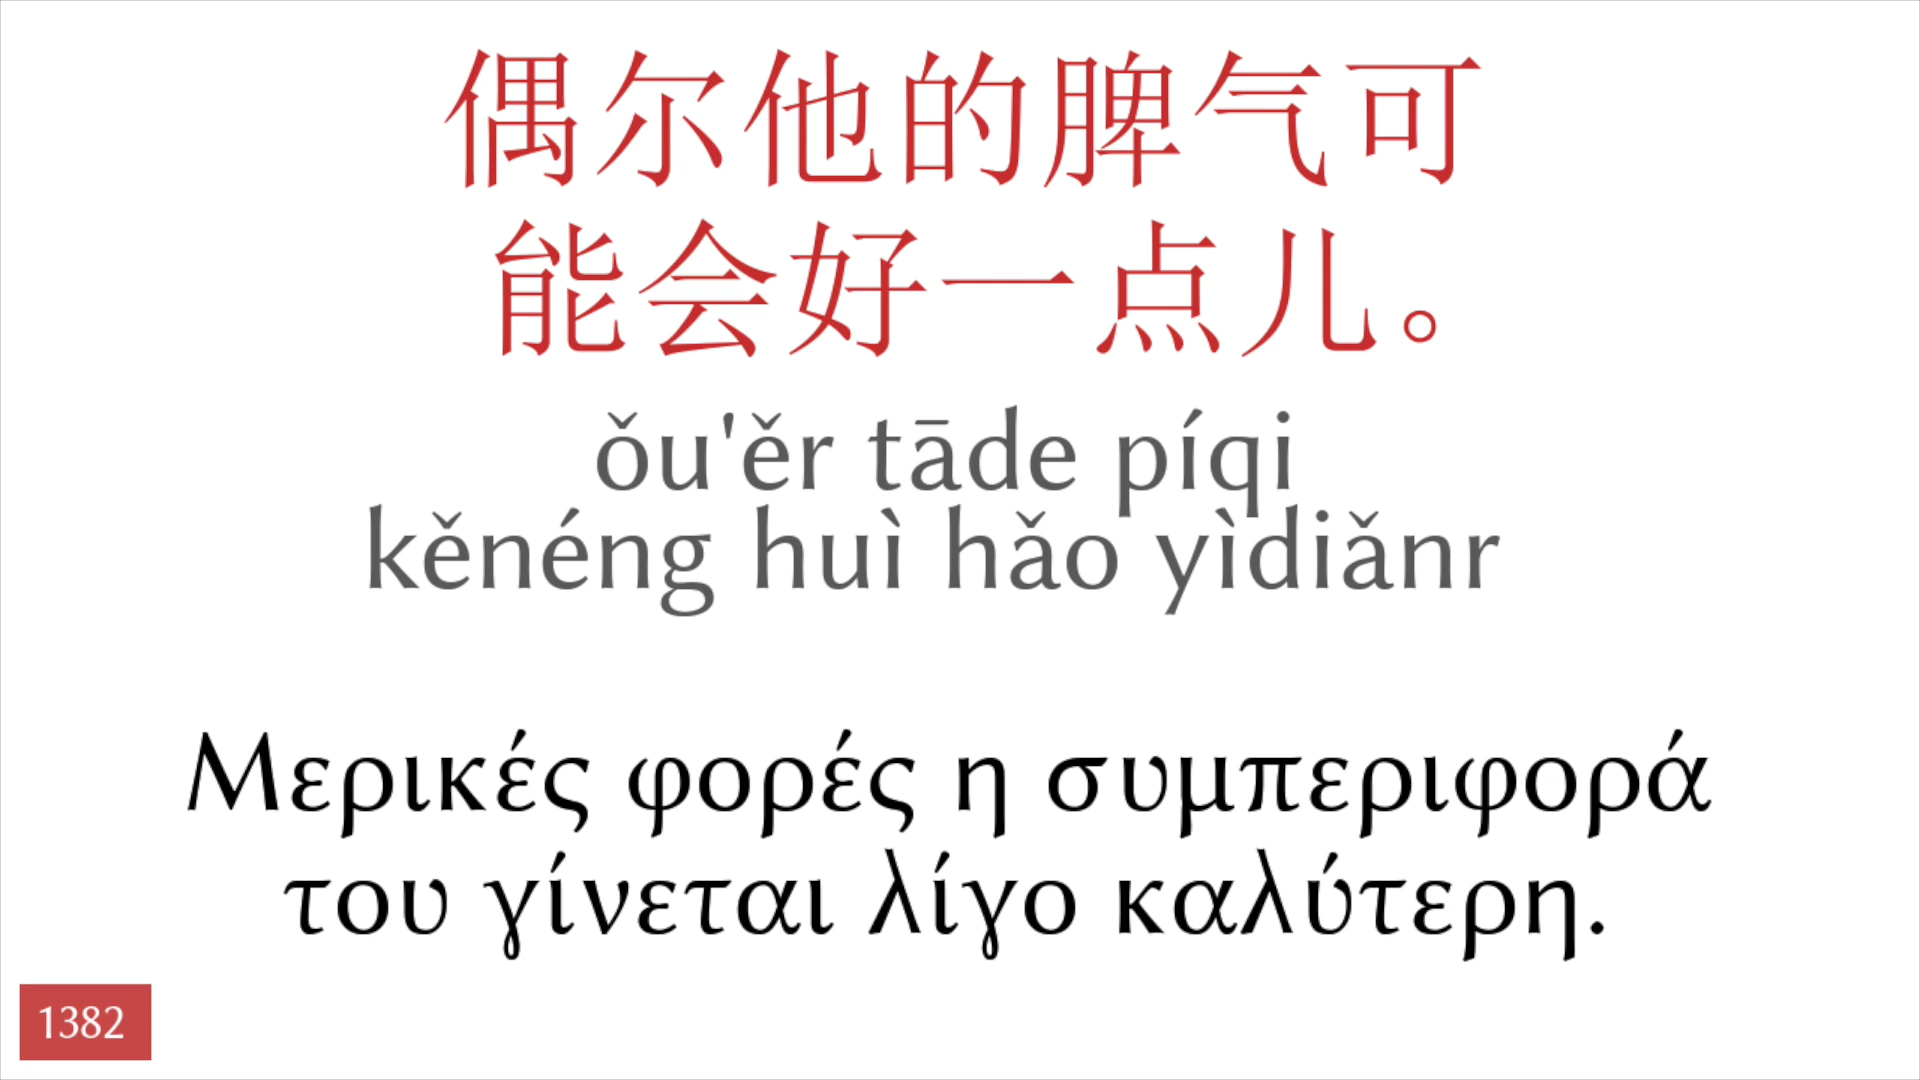 偶尔他的脾气可
能会好一点儿。
ǒu'ěr tāde píqi
kěnéng huì hǎo yìdiǎnr
Μερικές φορές η συμπεριφορά
του γίνεται λίγο καλύτερη.
1382